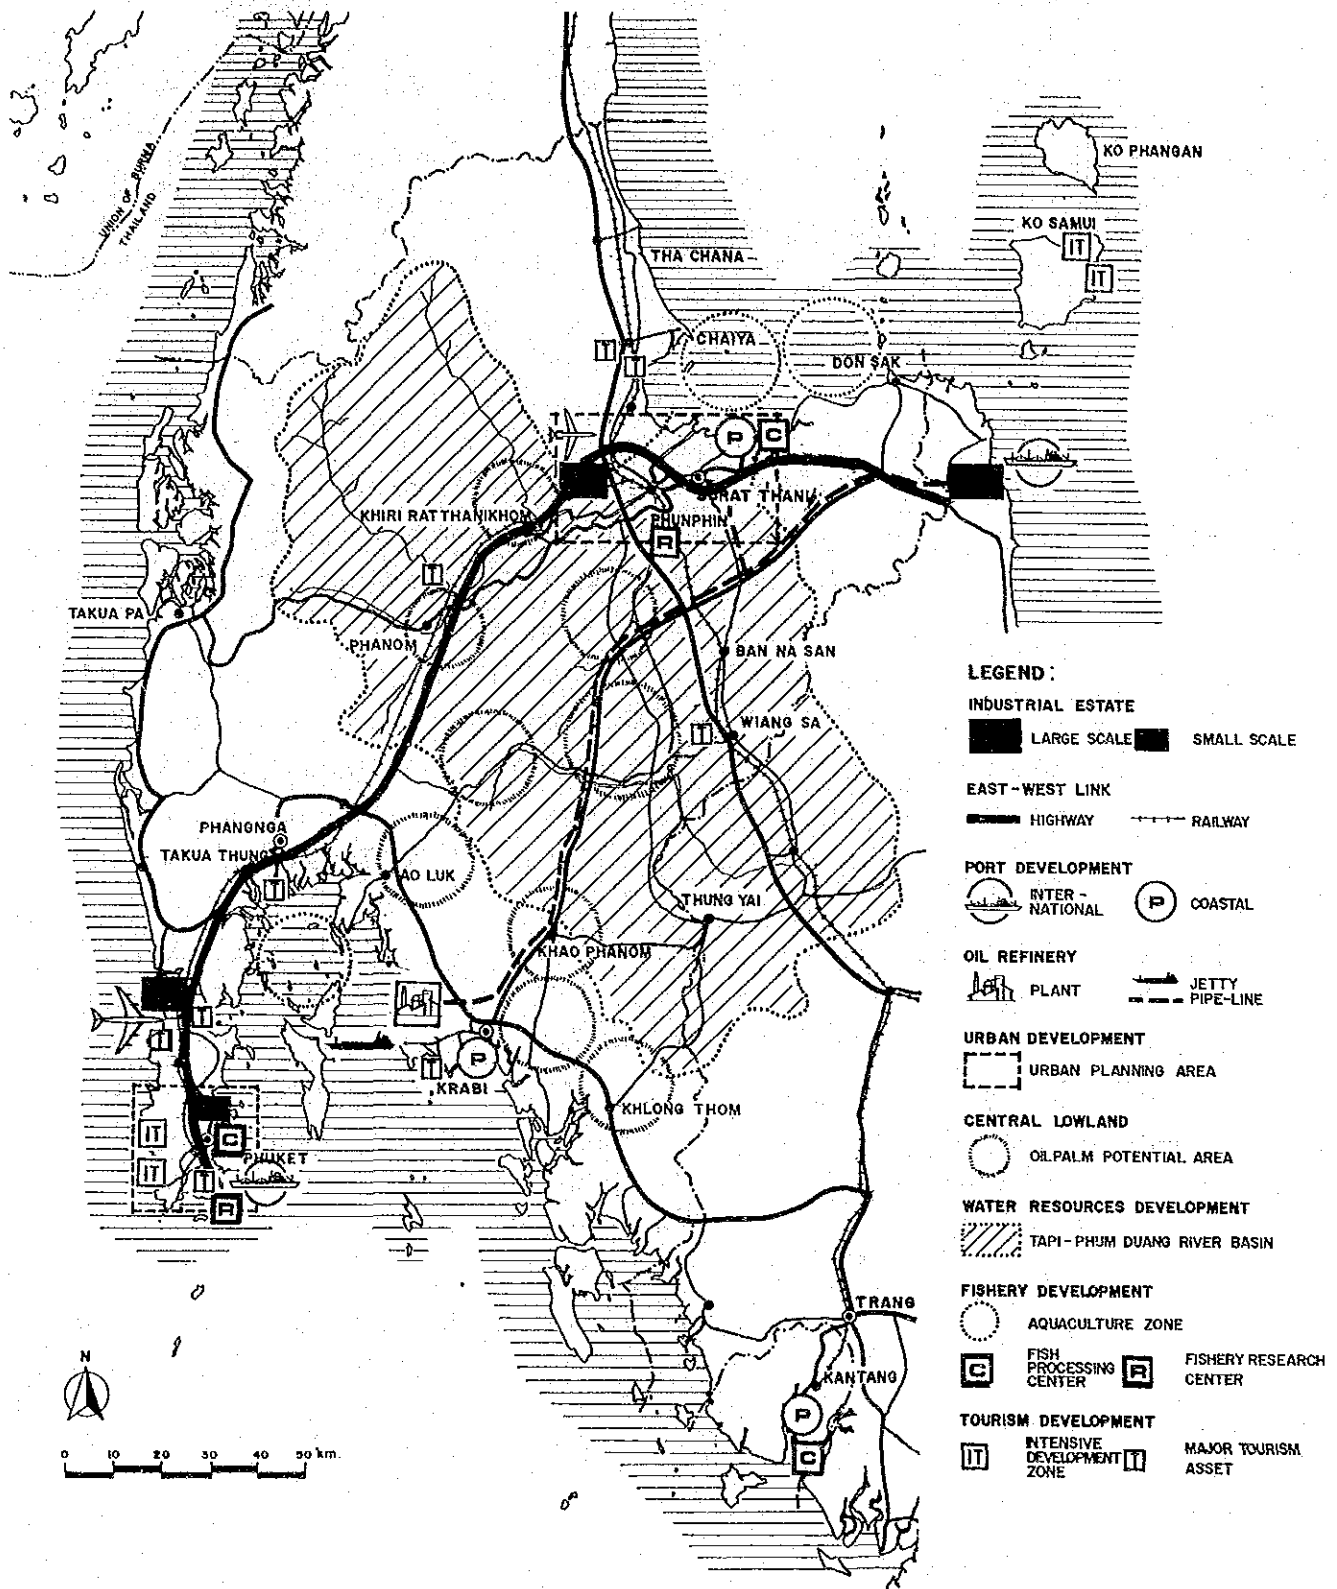 UNION OF BURMA
THAILAND
KO PHANGAN
KO SAMUI
IT
IT
THA CHANA
CHAIYA
DON SAK
T
T
P
C
SURAT THANI
KHIRI RATTHANIKHOM
PHUNPHIN
R
T
TAKUA PA
PHANOM
BAN NA SAN
WIANG SA
T
PHANGNGA
TAKUA THUNG
T
AO LUK
THUNG YAI
KHAO PHANOM
T
T
P
T
KRABI
KHLONG THOM
IT
C
PHUKET
IT
T
R
TRANG
KANTANG
P
C
N
0 10 20 30 40 50 km.
LEGEND :
INDUSTRIAL ESTATE
LARGE SCALE SMALL SCALE
EAST-WEST LINK
HIGHWAY RAILWAY
PORT DEVELOPMENT
INTER-
NATIONAL
P COASTAL
OIL REFINERY
PLANT
JETTY
PIPE-LINE
URBAN DEVELOPMENT
URBAN PLANNING AREA
CENTRAL LOWLAND
OILPALM POTENTIAL AREA
WATER RESOURCES DEVELOPMENT
TAPI-PHUM DUANG RIVER BASIN
FISHERY DEVELOPMENT
AQUACULTURE ZONE
C FISH
PROCESSING
CENTER
R FISHERY RESEARCH
CENTER
TOURISM DEVELOPMENT
IT INTENSIVE
DEVELOPMENT
ZONE
T MAJOR TOURISM
ASSET